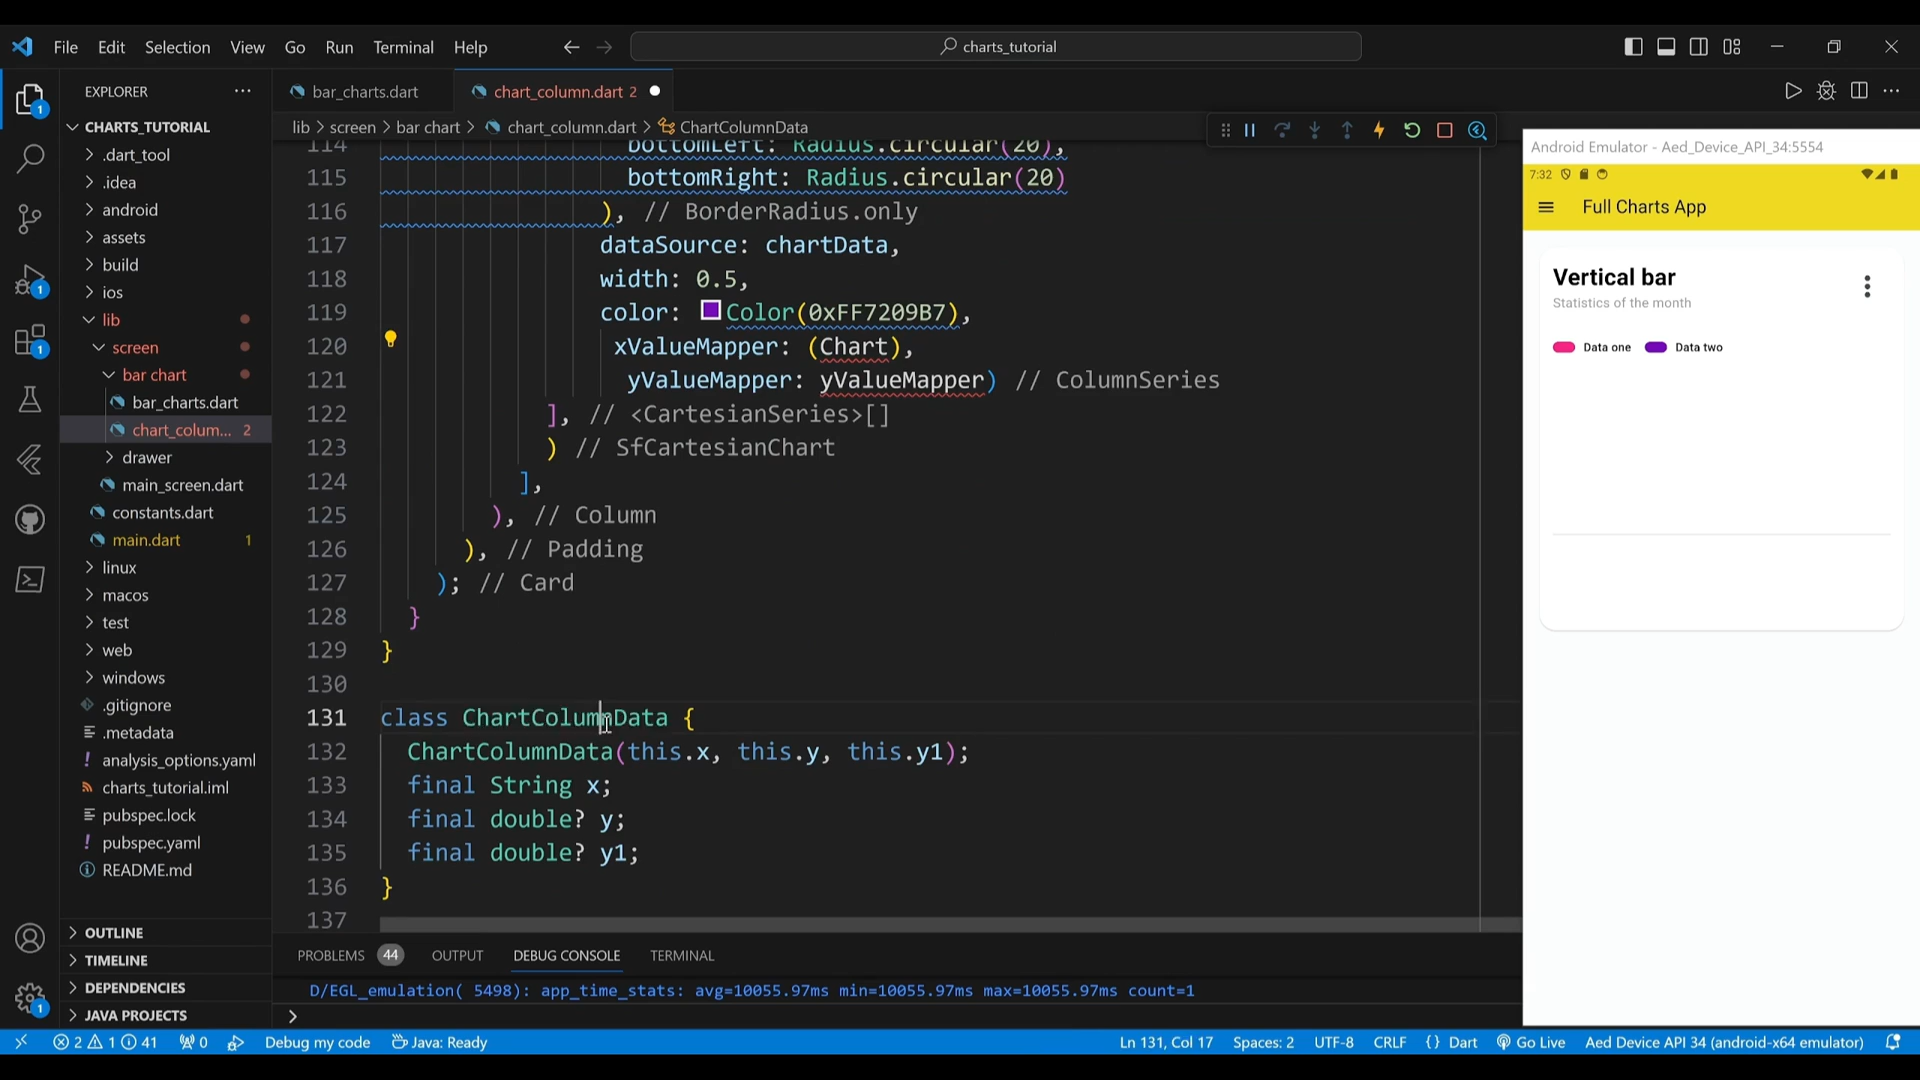 File Edit Selection View Go Run Terminal Help
charts_tutorial
EXPLORER
bar_charts.dart
chart_column.dart 2
lib > screen > bar chart > chart_column.dart > ChartColumnData
CHARTS_TUTORIAL
.dart_tool
.idea
android
assets
build
ios
lib
screen
bar chart
bar_charts.dart
chart_colum... 2
drawer
main_screen.dart
constants.dart
main.dart 1
linux
macos
test
web
windows
.gitignore
.metadata
analysis_options.yaml
charts_tutorial.iml
pubspec.lock
pubspec.yaml
README.md
OUTLINE
TIMELINE
DEPENDENCIES
JAVA PROJECTS
1
1
1
1
114 bottomLeft: Radius.circular(20),
115 bottomRight: Radius.circular(20)
116 ), // BorderRadius.only
117 dataSource: chartData,
118 width: 0.5,
119 color: Color(0xFF7209B7),
120 xValueMapper: (Chart),
121 yValueMapper: yValueMapper) // ColumnSeries
122 ], // <CartesianSeries>[]
123 ) // SfCartesianChart
124 ],
125 ), // Column
126 ), // Padding
127 ); // Card
128 }
129 }
130
131 class ChartColumnData {
132 ChartColumnData(this.x, this.y, this.y1);
133 final String x;
134 final double? y;
135 final double? y1;
136 }
137
PROBLEMS 44 OUTPUT DEBUG CONSOLE TERMINAL
D/EGL_emulation( 5498): app_time_stats: avg=10055.97ms min=10055.97ms max=10055.97ms count=1
>
Android Emulator - Aed_Device_API_34:5554
7:32
Full Charts App
Vertical bar
Statistics of the month
Data one Data two
2 1 41 0 Debug my code Java: Ready Ln 131, Col 17 Spaces: 2 UTF-8 CRLF {} Dart Go Live Aed Device API 34 (android-x64 emulator)